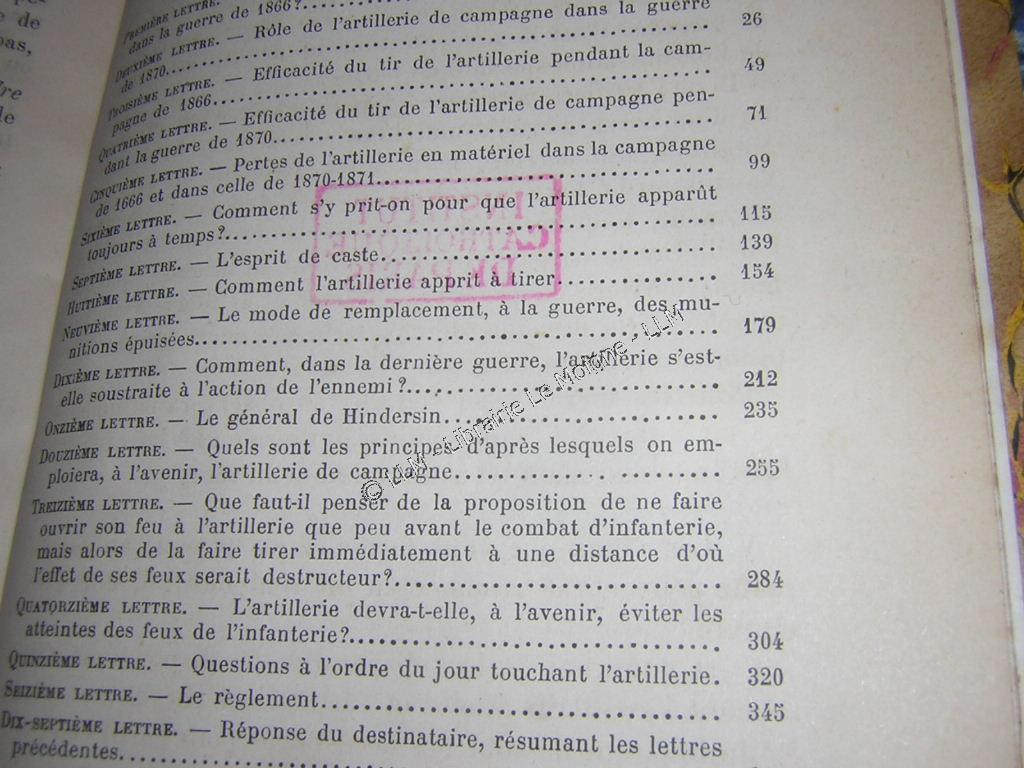 de
pas,
PREMIÈRE LETTRE.
dans la guerre de 1866?
DEUXIÈME LETTRE. — Rôle de l'artillerie de campagne dans la guerre
de 1870 26
TROISIÈME LETTRE. — Efficacité du tir de l'artillerie pendant la cam-
pagne de 1866 49
QUATRIÈME LETTRE. — Efficacité du tir de l'artillerie de campagne pen-
dant la guerre de 1870 71
CINQUIÈME LETTRE. — Pertes de l'artillerie en matériel dans la campagne
de 1666 et dans celle de 1870-1871 99
SIXIÈME LETTRE. — Comment s'y prit-on pour que l'artillerie apparût
toujours à temps? 115
SEPTIÈME LETTRE. — L'esprit de caste 139
HUITIÈME LETTRE. — Comment l'artillerie apprit à tirer 154
NEUVIÈME LETTRE. — Le mode de remplacement, à la guerre, des mu-
nitions épuisées 179
DIXIÈME LETTRE. — Comment, dans la dernière guerre, l'artillerie s'est-
elle soustraite à l'action de l'ennemi? 212
ONZIÈME LETTRE. — Le général de Hindersin 235
DOUZIÈME LETTRE. — Quels sont les principes d'après lesquels on em-
ploiera, à l'avenir, l'artillerie de campagne 255
TREIZIÈME LETTRE. — Que faut-il penser de la proposition de ne faire
ouvrir son feu à l'artillerie que peu avant le combat d'infanterie,
mais alors de la faire tirer immédiatement à une distance d'où
l'effet de ses feux serait destructeur? 284
QUATORZIÈME LETTRE. — L'artillerie devra-t-elle, à l'avenir, éviter les
atteintes des feux de l'infanterie? 304
QUINZIÈME LETTRE. — Questions à l'ordre du jour touchant l'artillerie. 320
SEIZIÈME LETTRE. — Le règlement 345
DIX-SEPTIÈME LETTRE. — Réponse du destinataire, résumant les lettres
précédentes
INSTITUT
CATHOLIQUE
DE PARIS
© LLM - Librairie Le Moigne - LLM